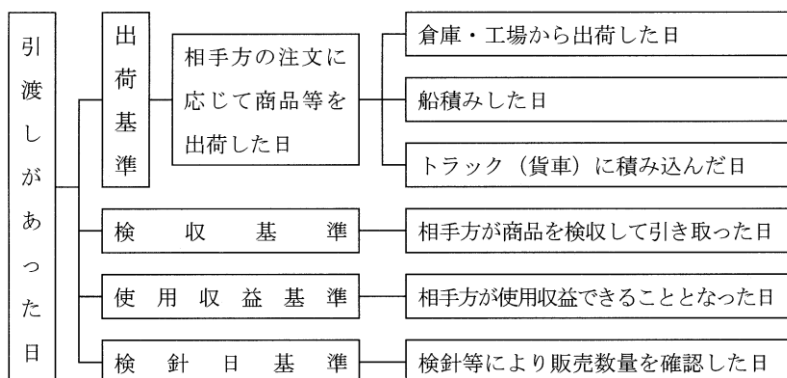 引渡しがあった日
出荷基準
相手方の注文に
応じて商品等を
出荷した日
倉庫・工場から出荷した日
船積みした日
トラック（貨車）に積み込んだ日
検収基準
相手方が商品を検収して引き取った日
使用収益基準
相手方が使用収益できることとなった日
検針日基準
検針等により販売数量を確認した日